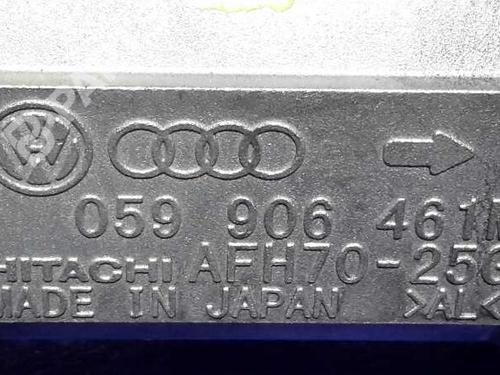 059 906 461
HITACHI AFH70-25
MADE IN JAPAN >AL<